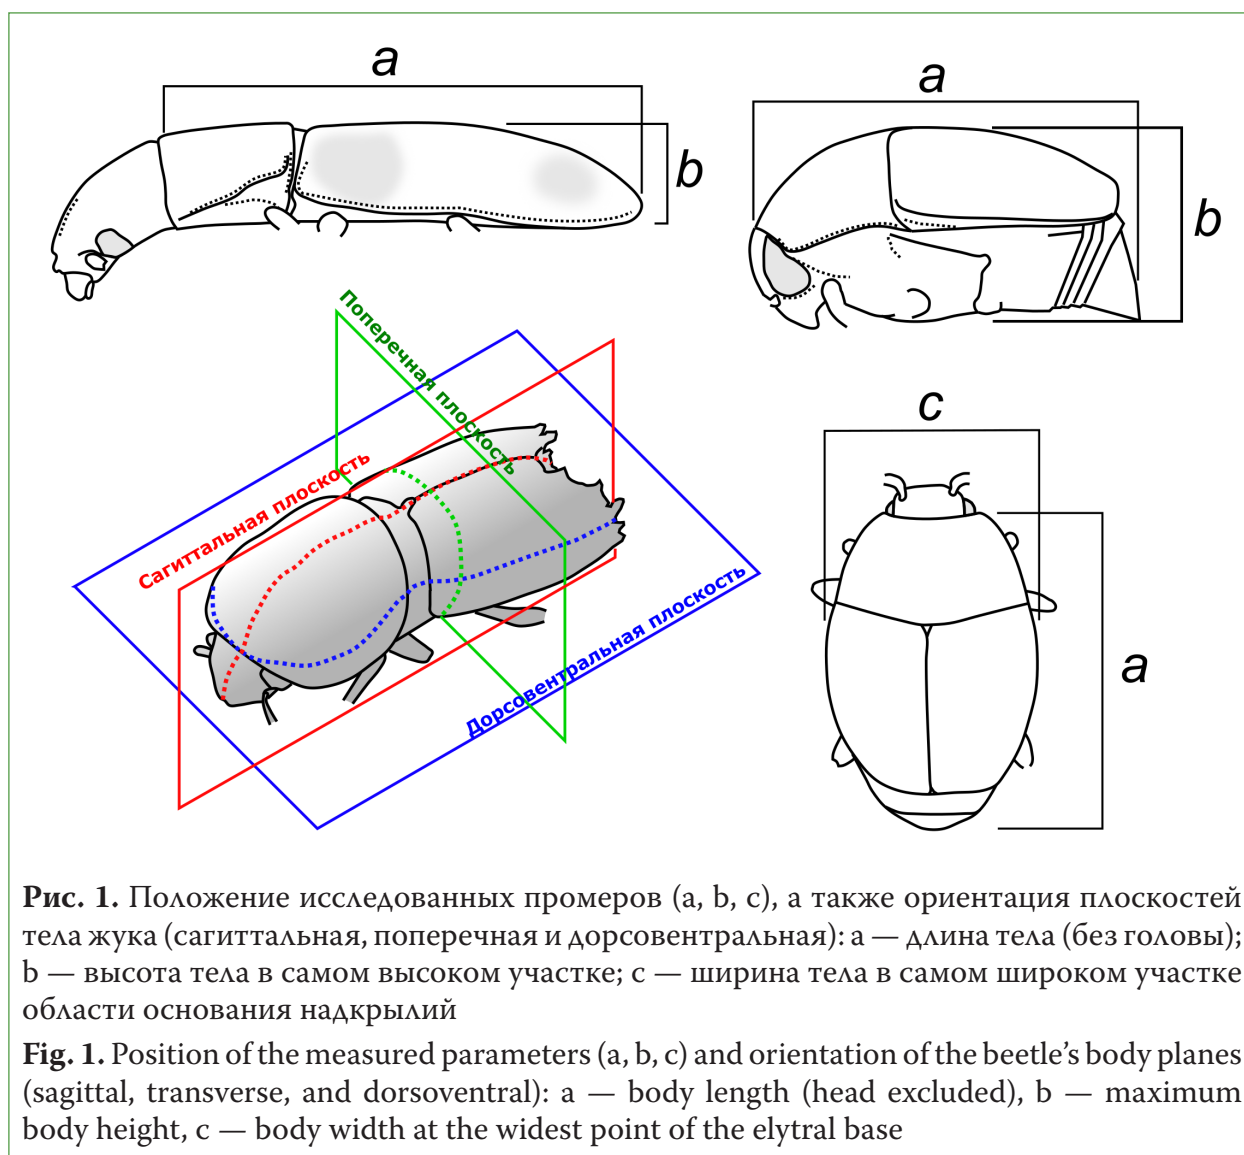 a
b
a
b
Поперечная плоскость
Сагиттальная плоскость
Дорсовентральная плоскость
c
a
Рис. 1. Положение исследованных промеров (a, b, c), а также ориентация плоскостей
тела жука (сагиттальная, поперечная и дорсовентральная): a — длина тела (без головы);
b — высота тела в самом высоком участке; c — ширина тела в самом широком участке
области основания надкрылий
Fig. 1. Position of the measured parameters (a, b, c) and orientation of the beetle’s body planes
(sagittal, transverse, and dorsoventral): a — body length (head excluded), b — maximum
body height, c — body width at the widest point of the elytral base